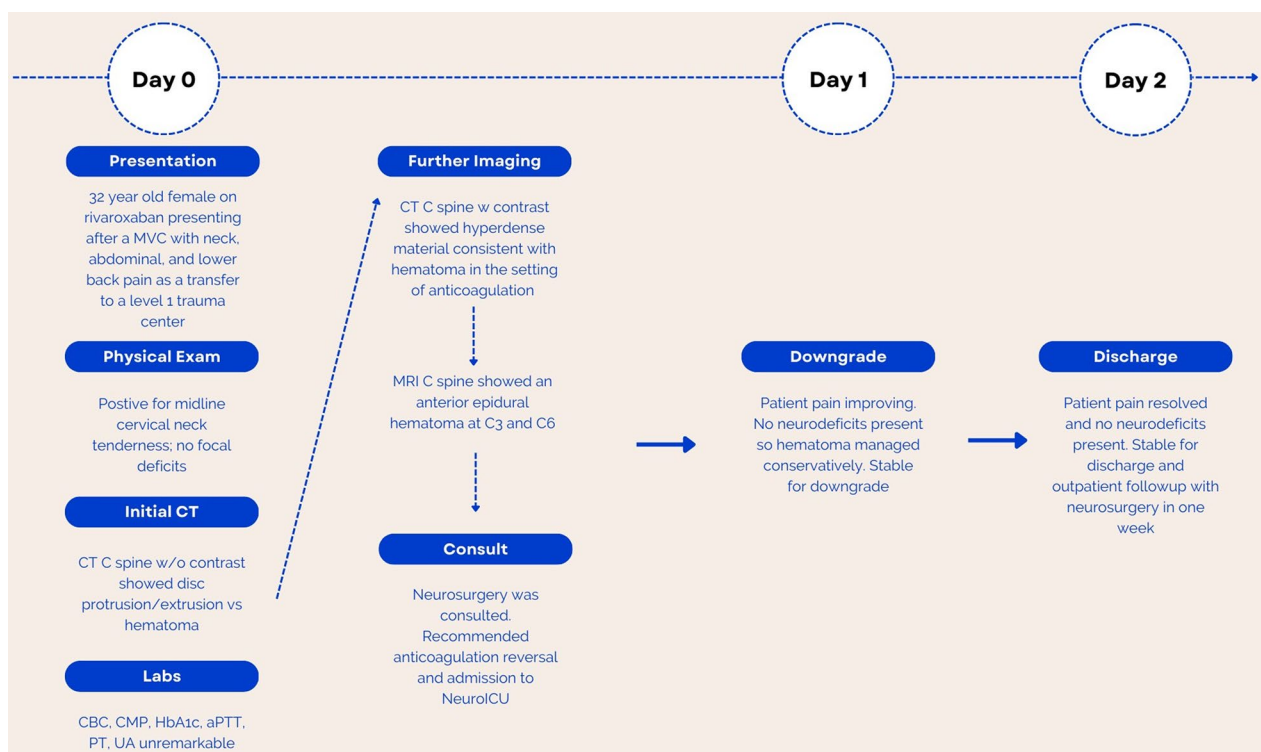 Day 0
Day 1
Day 2
Presentation
32 year old female on
rivaroxaban presenting
after a MVC with neck,
abdominal, and lower
back pain as a transfer
to a level 1 trauma
center
Physical Exam
Postive for midline
cervical neck
tenderness; no focal
deficits
Initial CT
CT C spine w/o contrast
showed disc
protrusion/extrusion vs
hematoma
Labs
CBC, CMP, HbA1c, aPTT,
PT, UA unremarkable
Further Imaging
CT C spine w contrast
showed hyperdense
material consistent with
hematoma in the setting
of anticoagulation
MRI C spine showed an
anterior epidural
hematoma at C3 and C6
Consult
Neurosurgery was
consulted.
Recommended
anticoagulation reversal
and admission to
NeuroICU
Downgrade
Patient pain improving.
No neurodeficits present
so hematoma managed
conservatively. Stable
for downgrade
Discharge
Patient pain resolved
and no neurodeficits
present. Stable for
discharge and
outpatient followup with
neurosurgery in one
week